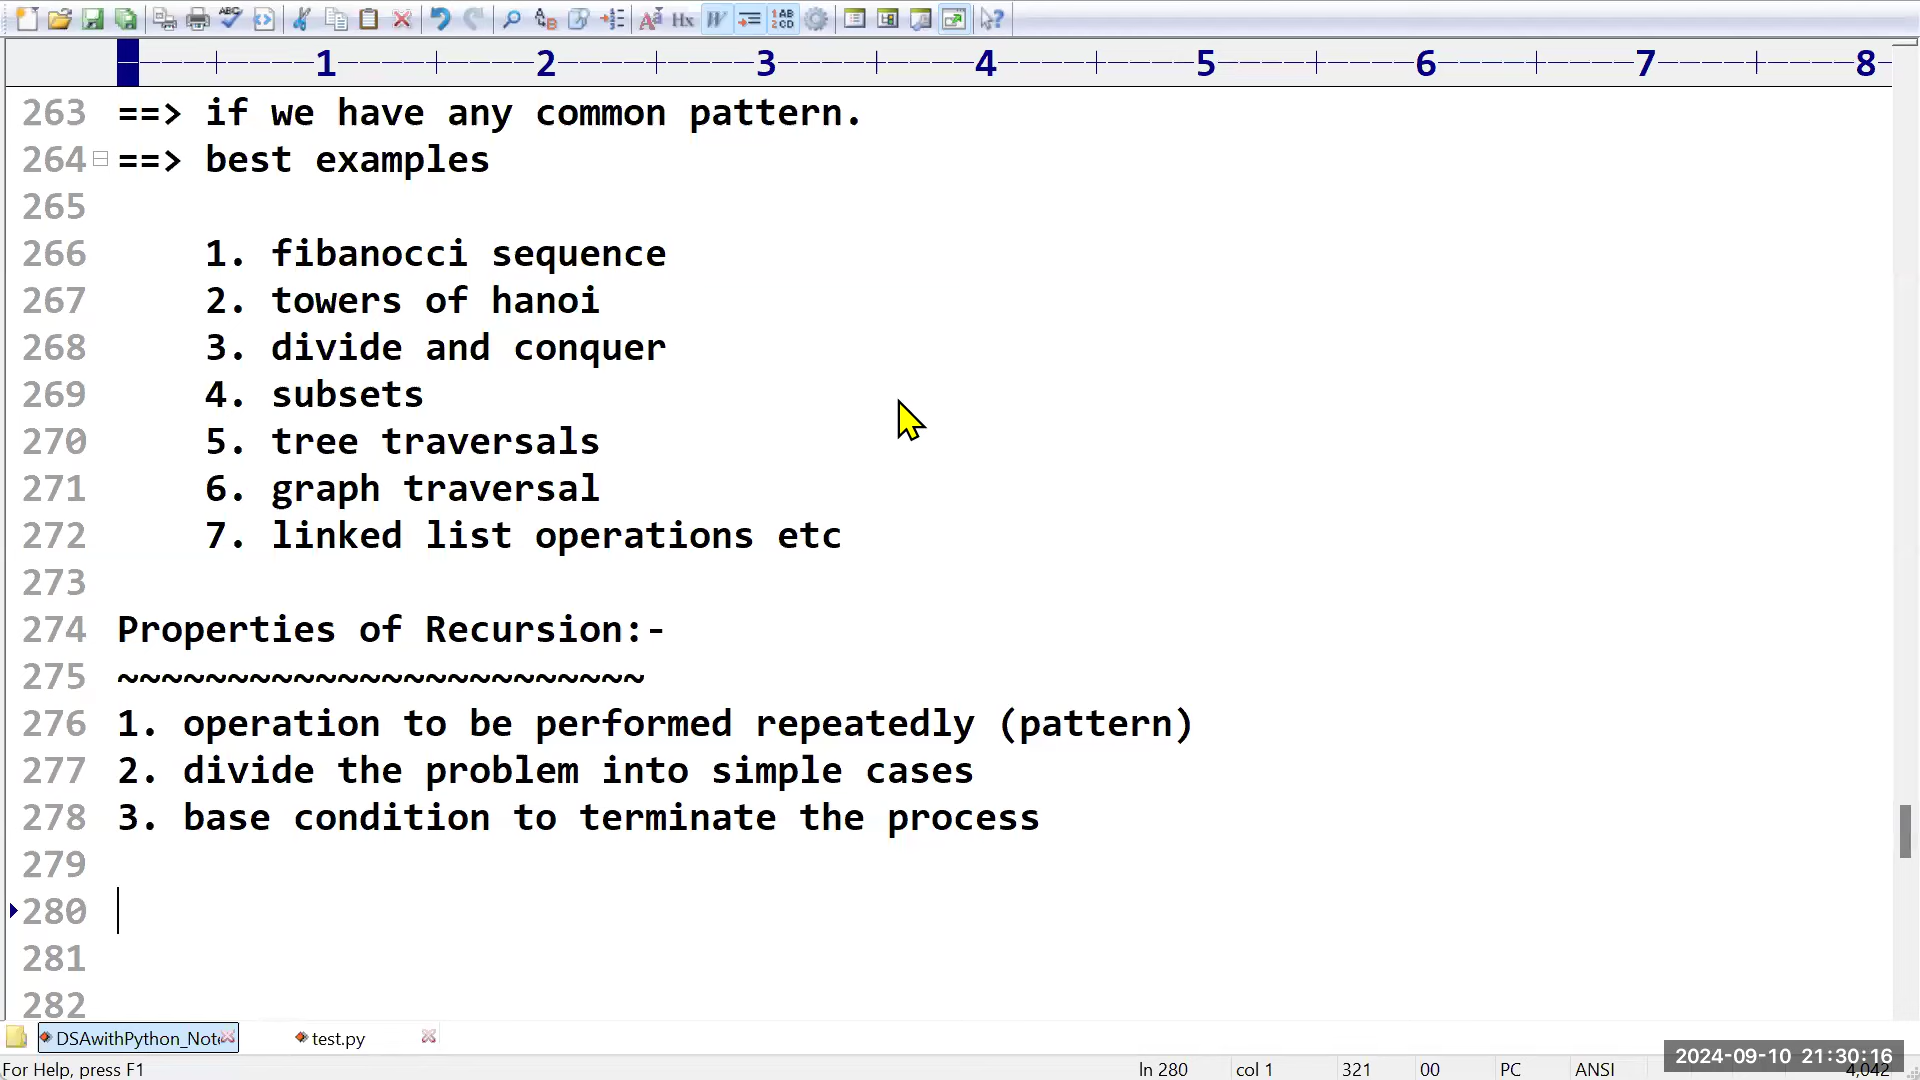 1 2 3 4 5 6 7 8
263 ==> if we have any common pattern.
264 ==> best examples
265
266 1. fibanocci sequence
267 2. towers of hanoi
268 3. divide and conquer
269 4. subsets
270 5. tree traversals
271 6. graph traversal
272 7. linked list operations etc
273
274 Properties of Recursion:-
275 ~~~~~~~~~~~~~~~~~~~~~~~~
276 1. operation to be performed repeatedly (pattern)
277 2. divide the problem into simple cases
278 3. base condition to terminate the process
279
280
281
282
DSAwithPython_Not test.py
For Help, press F1 ln 280 col 1 321 00 PC ANSI 4,042
2024-09-10 21:30:16